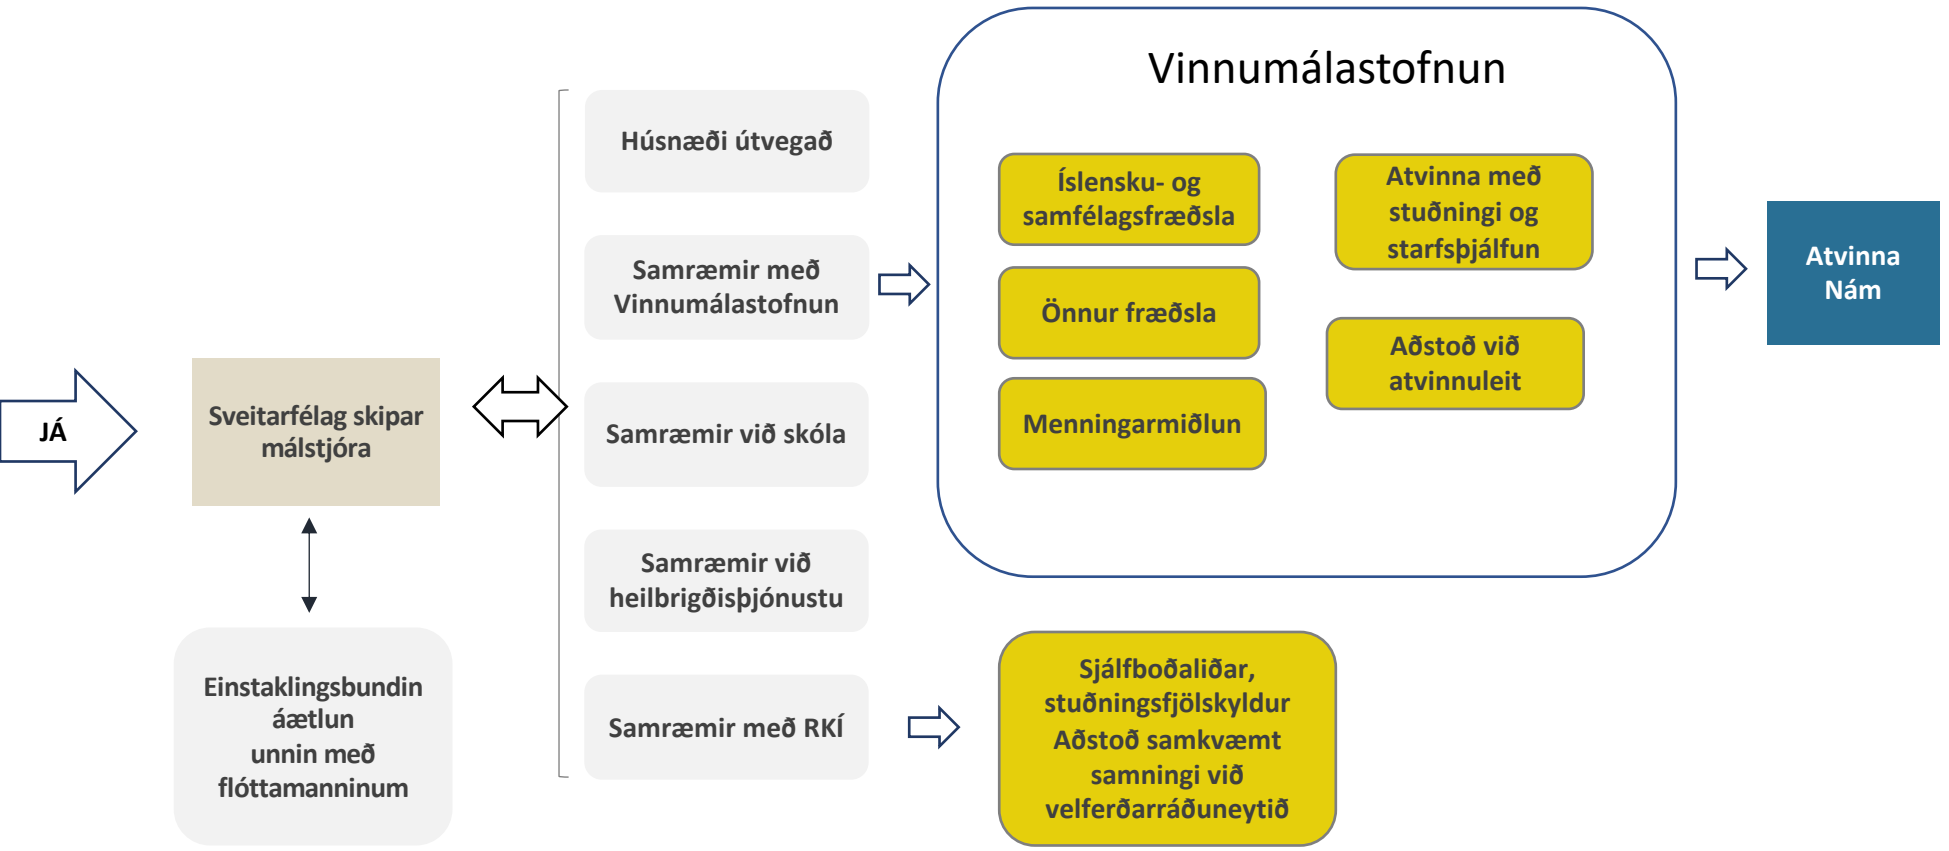 JÁ
Sveitarfélag skipar
málstjóra
Einstaklingsbundin
áætlun
unnin með
flóttamanninum
Húsnæði útvegað
Samræmir með
Vinnumálastofnun
Samræmir við skóla
Samræmir við
heilbrigðisþjónustu
Samræmir með RKÍ
Vinnumálastofnun
Íslensku- og
samfélagsfræðsla
Önnur fræðsla
Menningarmiðlun
Atvinna með
stuðningi og
starfsþjálfun
Aðstoð við
atvinnuleit
Sjálfboðaliðar,
stuðningsfjölskyldur
Aðstoð samkvæmt
samningi við
velferðarráðuneytið
Atvinna
Nám